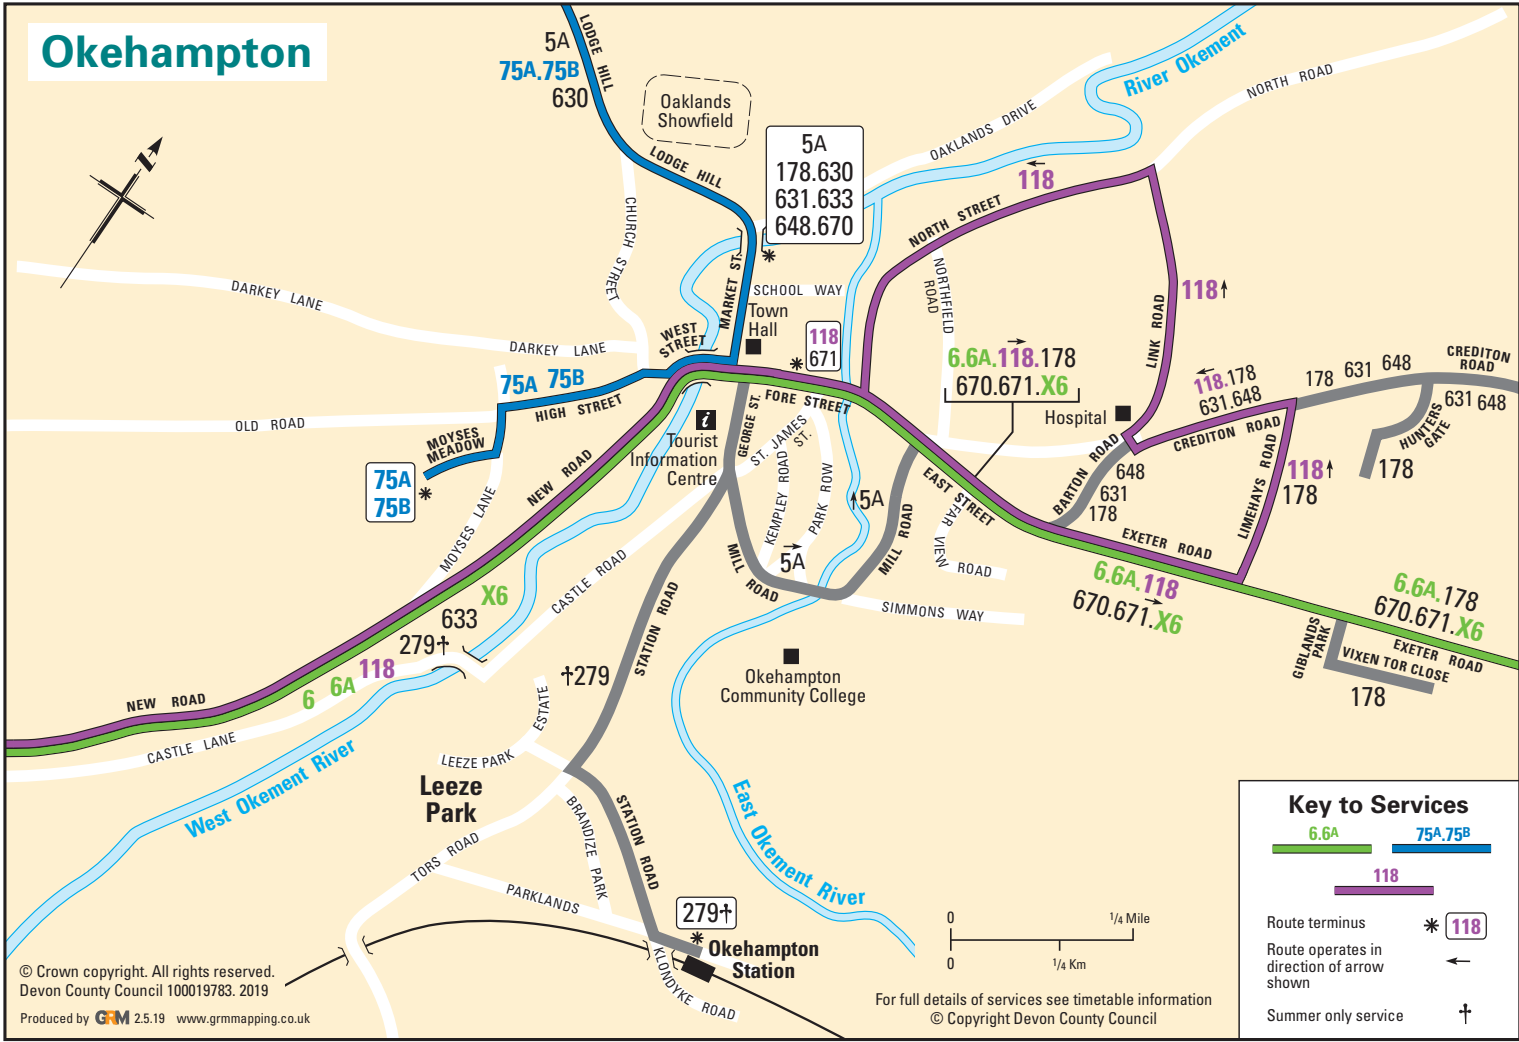 Okehampton
5A
75A.75B
630
LODGE HILL
Oaklands
Showfield
LODGE HILL
5A
178.630
631.633
648.670
*
OAKLANDS DRIVE
River Okement
NORTH ROAD
N
CHURCH STREET
118
NORTH STREET
NORTHFIELD
ROAD
DARKEY LANE
DARKEY LANE
WEST
STREET
MARKET ST.
SCHOOL WAY
Town
Hall
* 118
671
118
LINK ROAD
6.6A.118.178
670.671.X6
Hospital
118.178
631.648
178 631 648
CREDITON
ROAD
631 648
HUNTERS
GATE
178
CREDITON ROAD
75A 75B
HIGH STREET
OLD ROAD
MOYSES
MEADOW
75A
75B
*
MOYSES LANE
NEW ROAD
i
Tourist
Information
Centre
GEORGE ST.
FORE STREET
ST. JAMES
ST.
KEMPLEY ROAD
PARK ROW
5A
5A
MILL ROAD
MILL ROAD
EAST STREET
FAR
VIEW ROAD
BARTON ROAD
648
631
178
LIMEHAYS ROAD
118
178
EXETER ROAD
6.6A.118
670.671.X6
6.6A.178
670.671.X6
EXETER ROAD
GIBLANDS
PARK
VIXEN TOR CLOSE
178
SIMMONS WAY
CASTLE ROAD
STATION ROAD
X6
633
279†
118
6A
6
NEW ROAD
CASTLE LANE
West Okement River
†279
Okehampton
Community College
LEEZE PARK
ESTATE
Leeze
Park
BRANDIZE PARK
STATION ROAD
TORS ROAD
PARKLANDS
East Okement River
279†
*
Okehampton
Station
KLONDYKE ROAD
0 1/4 Mile
0 1/4 Km
For full details of services see timetable information
© Copyright Devon County Council
© Crown copyright. All rights reserved.
Devon County Council 100019783. 2019
Produced by GRM 2.5.19 www.grmmapping.co.uk
Key to Services
6.6A 75A.75B
118
Route terminus * 118
Route operates in
direction of arrow
shown
Summer only service †